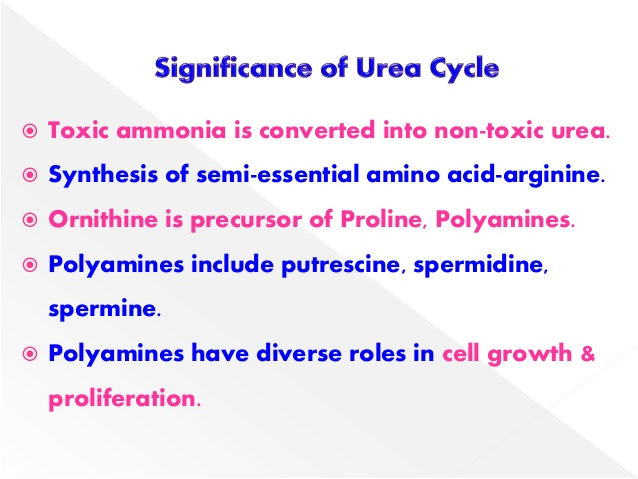 Significance of Urea Cycle
Toxic ammonia is converted into non-toxic urea.
Synthesis of semi-essential amino acid-arginine.
Ornithine is precursor of Proline, Polyamines.
Polyamines include putrescine, spermidine,
spermine.
Polyamines have diverse roles in cell growth &
proliferation.